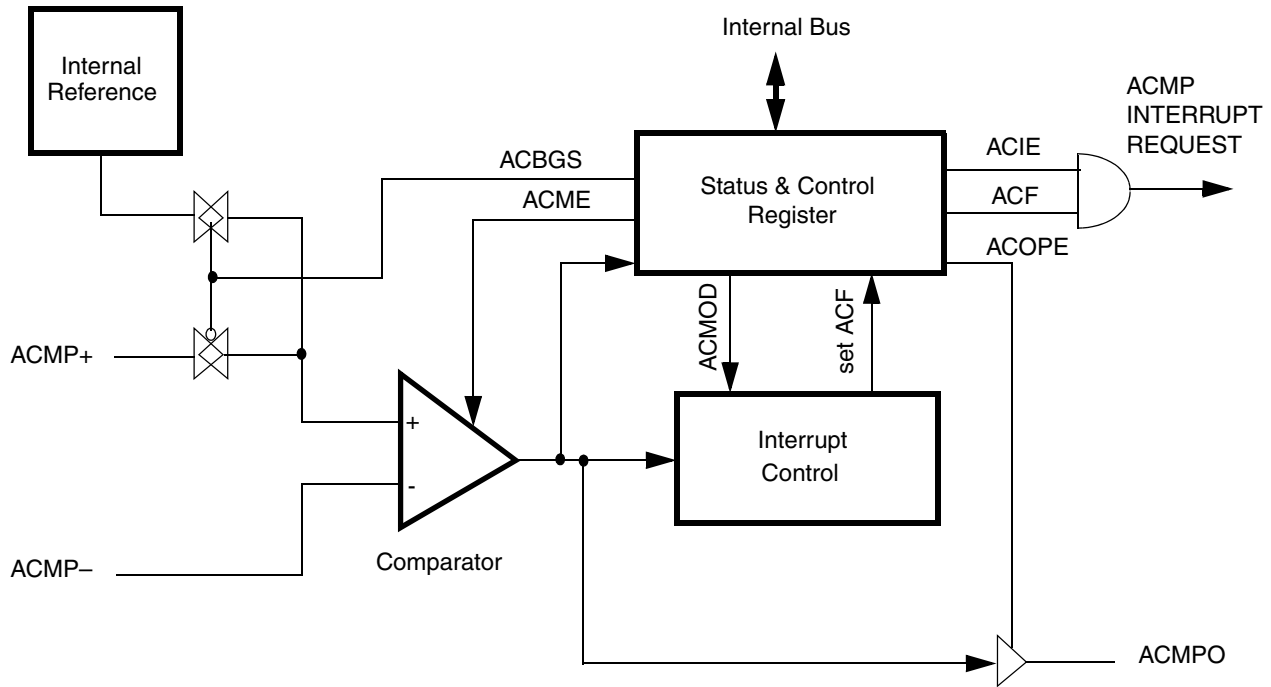 Internal Bus
Internal
Reference
ACMP
INTERRUPT
REQUEST
ACBGS
ACME
Status & Control
Register
ACIE
ACF
ACOPE
ACMOD
set ACF
ACMP+
+
-
Interrupt
Control
Comparator
ACMP–
ACMPO